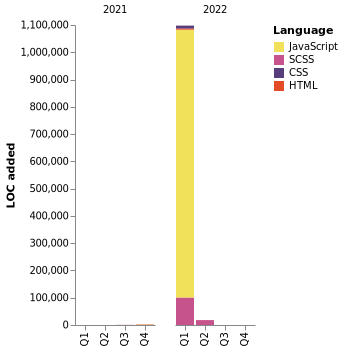 2021
2022
Language
JavaScript
SCSS
CSS
HTML
LOC added
1,100,000
1,000,000
900,000
800,000
700,000
600,000
500,000
400,000
300,000
200,000
100,000
0
Q1
Q2
Q3
Q4
Q1
Q2
Q3
Q4